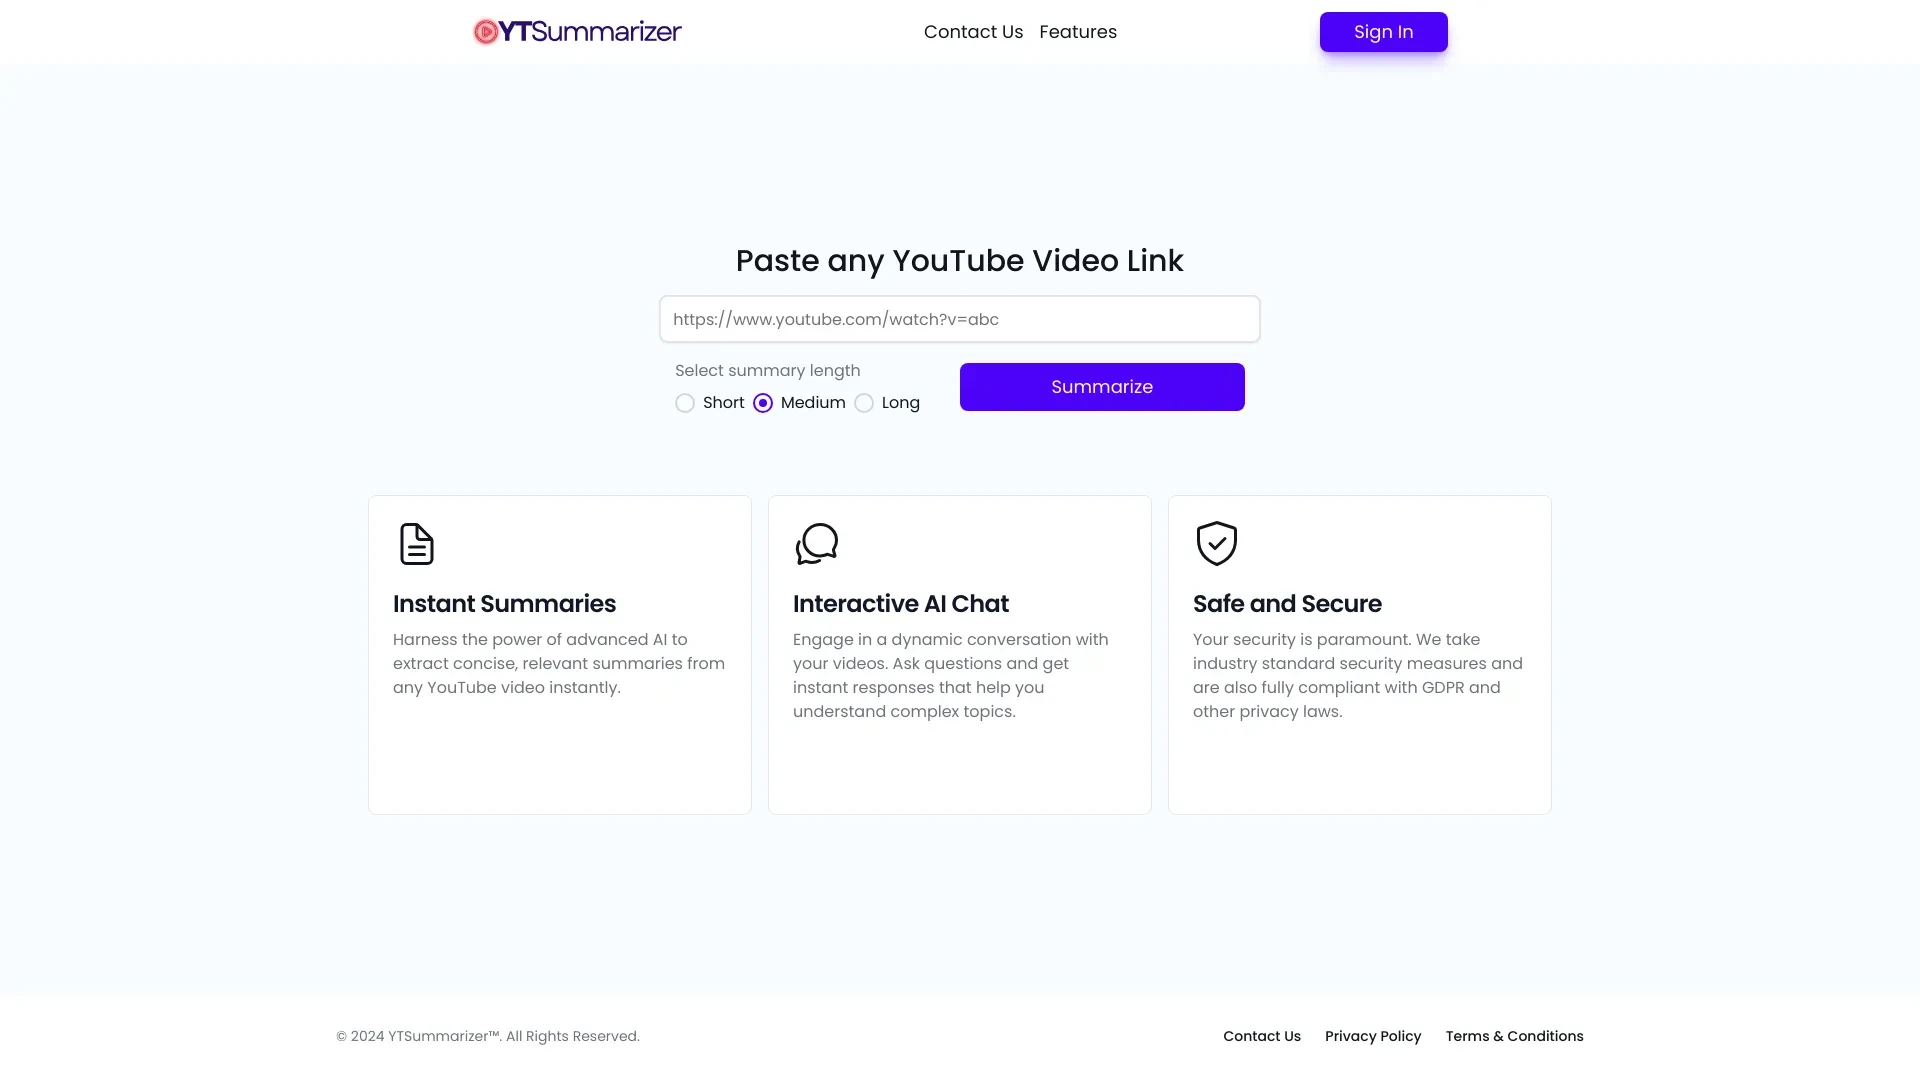 YTSummarizer
Contact Us
Features
Sign In
Paste any YouTube Video Link
https://www.youtube.com/watch?v=abc
Select summary length
Short
Medium
Long
Summarize
Instant Summaries
Harness the power of advanced AI to
extract concise, relevant summaries from
any YouTube video instantly.
Interactive AI Chat
Engage in a dynamic conversation with
your videos. Ask questions and get
instant responses that help you
understand complex topics.
Safe and Secure
Your security is paramount. We take
industry standard security measures and
are also fully compliant with GDPR and
other privacy laws.
© 2024 YTSummarizer™. All Rights Reserved.
Contact Us
Privacy Policy
Terms & Conditions